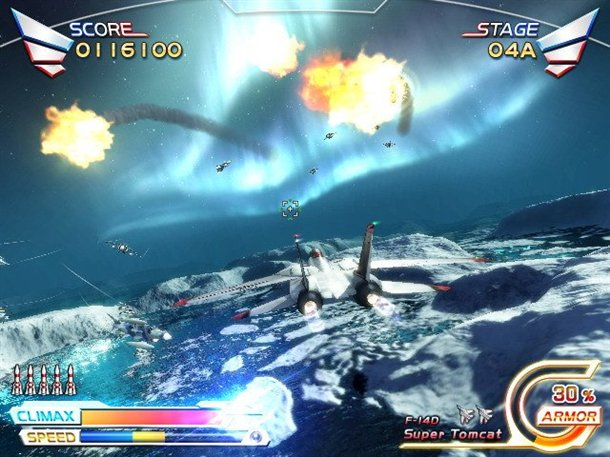 SCORE
0116100
STAGE
04A
CLIMAX
SPEED
F-14D
Super Tomcat
30%
ARMOR